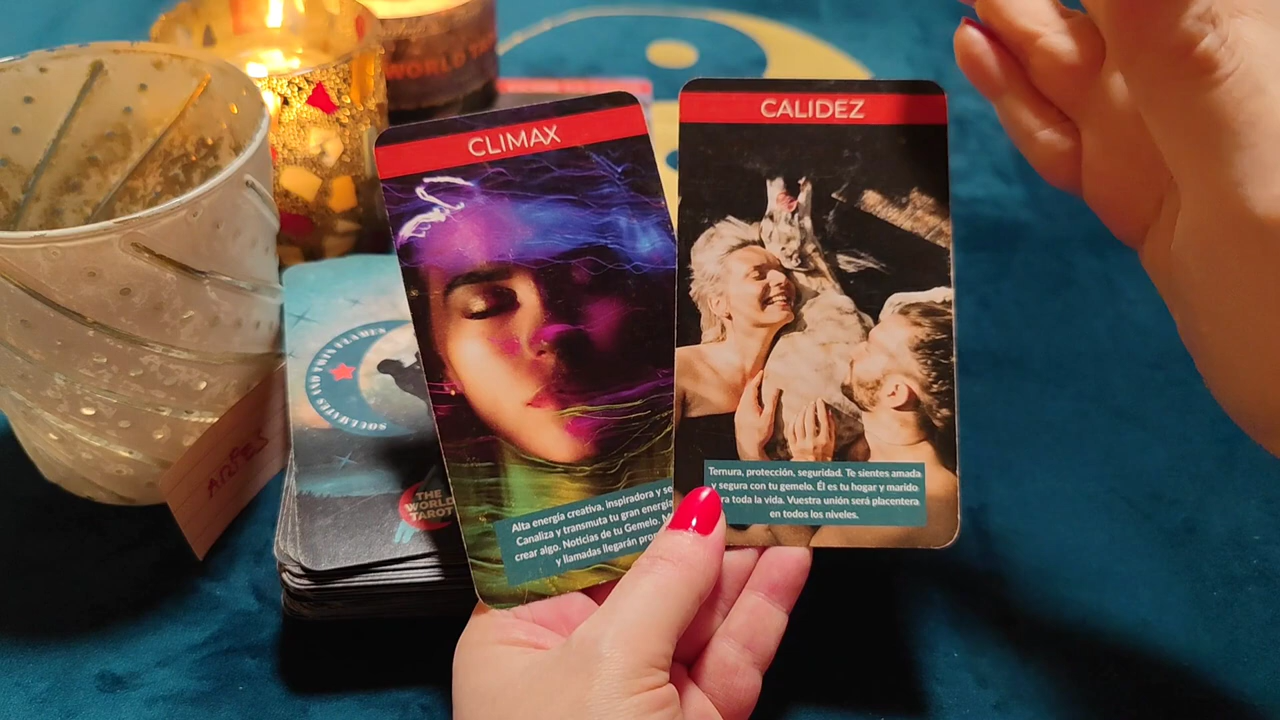 WORLD
CLIMAX
Alta energía creativa, inspiradora y se
Canaliza y transmuta tu gran energía
crear algo. Noticias de tu Gemelo. M
y llamadas llegarán pro
CALIDEZ
Ternura, protección, seguridad. Te sientes amada
y segura con tu gemelo. Él es tu hogar y marido
ra toda la vida. Vuestra unión será placentera
en todos los niveles.
SOULMATES AND TWIN FLAMES
THE
WORLD
TAROT